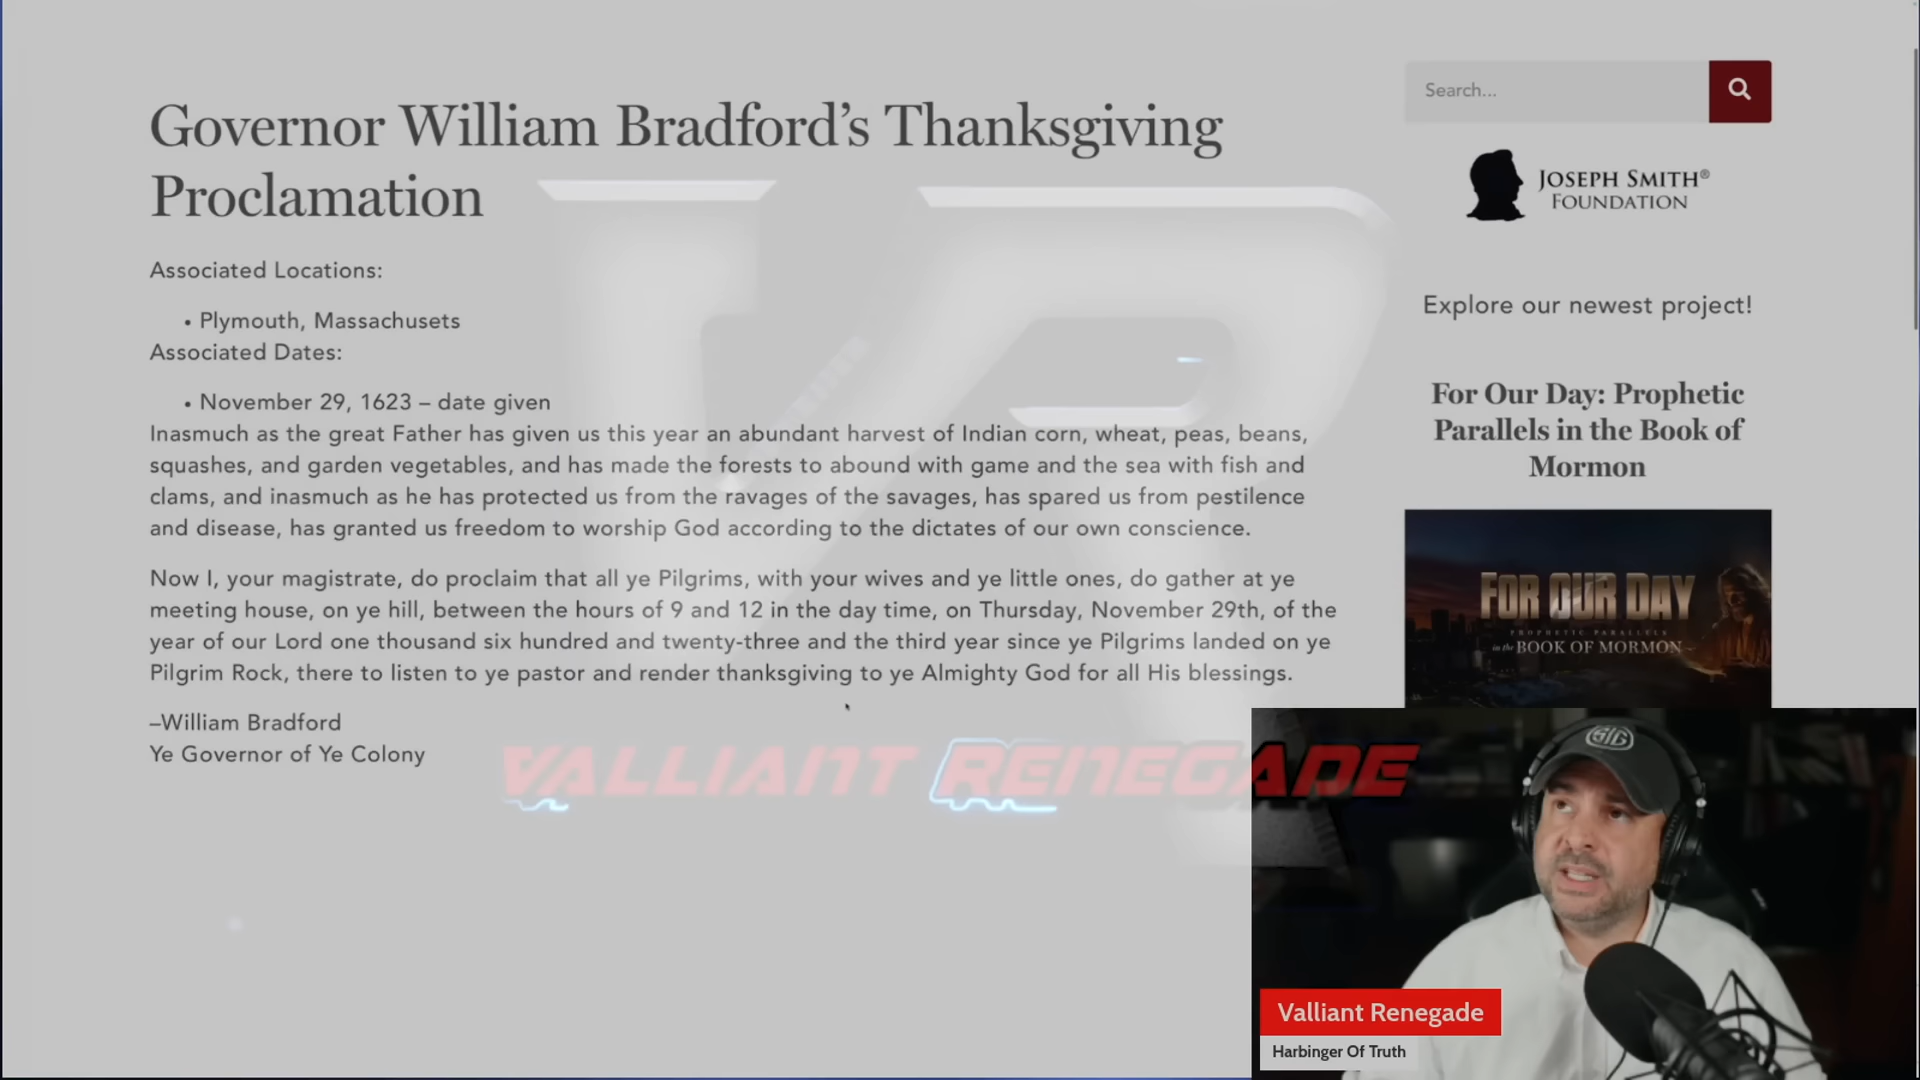 Governor William Bradford's Thanksgiving
Proclamation
Associated Locations:
• Plymouth, Massachusets
Associated Dates:
• November 29, 1623 – date given
Inasmuch as the great Father has given us this year an abundant harvest of Indian corn, wheat, peas, beans,
squashes, and garden vegetables, and has made the forests to abound with game and the sea with fish and
clams, and inasmuch as he has protected us from the ravages of the savages, has spared us from pestilence
and disease, has granted us freedom to worship God according to the dictates of our own conscience.
Now I, your magistrate, do proclaim that all ye Pilgrims, with your wives and ye little ones, do gather at ye
meeting house, on ye hill, between the hours of 9 and 12 in the day time, on Thursday, November 29th, of the
year of our Lord one thousand six hundred and twenty-three and the third year since ye Pilgrims landed on ye
Pilgrim Rock, there to listen to ye pastor and render thanksgiving to ye Almighty God for all His blessings.
–William Bradford
Ye Governor of Ye Colony
Search...
JOSEPH SMITH®
FOUNDATION
Explore our newest project!
For Our Day: Prophetic
Parallels in the Book of
Mormon
FOR OUR DAY
PROPHETIC PARALLELS
in the BOOK OF MORMON
VR
VALLIANT RENEGADE
SIG
Valliant Renegade
Harbinger Of Truth